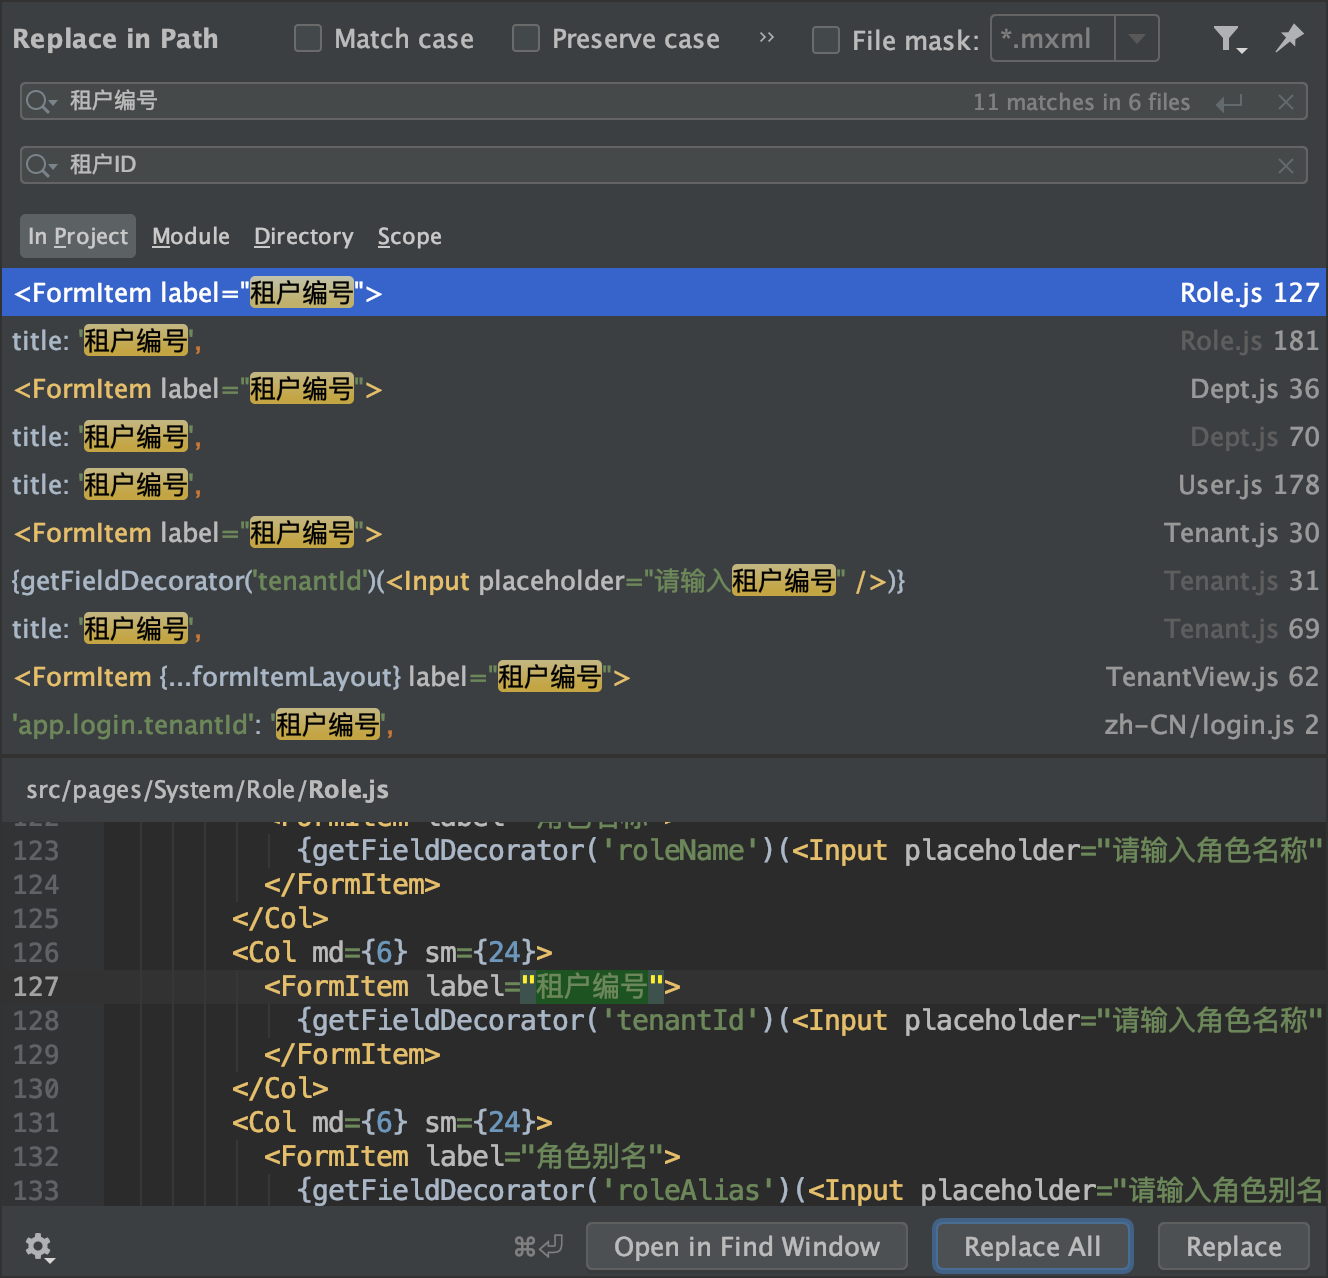 Replace in Path Match case Preserve case » File mask: *.mxml
租户编号 11 matches in 6 files
租户ID
In Project Module Directory Scope
<FormItem label="租户编号"> Role.js 127
title: '租户编号', Role.js 181
<FormItem label="租户编号"> Dept.js 36
title: '租户编号', Dept.js 70
title: '租户编号', User.js 178
<FormItem label="租户编号"> Tenant.js 30
{getFieldDecorator('tenantId')(<Input placeholder="请输入租户编号" />)} Tenant.js 31
title: '租户编号', Tenant.js 69
<FormItem {...formItemLayout} label="租户编号"> TenantView.js 62
'app.login.tenantId': '租户编号', zh-CN/login.js 2
src/pages/System/Role/Role.js
122 <FormItem label="角色名称">
123 {getFieldDecorator('roleName')(<Input placeholder="请输入角色名称"
124 </FormItem>
125 </Col>
126 <Col md={6} sm={24}>
127 <FormItem label="租户编号">
128 {getFieldDecorator('tenantId')(<Input placeholder="请输入角色名称"
129 </FormItem>
130 </Col>
131 <Col md={6} sm={24}>
132 <FormItem label="角色别名">
133 {getFieldDecorator('roleAlias')(<Input placeholder="请输入角色别名
⌘⏎ Open in Find Window Replace All Replace